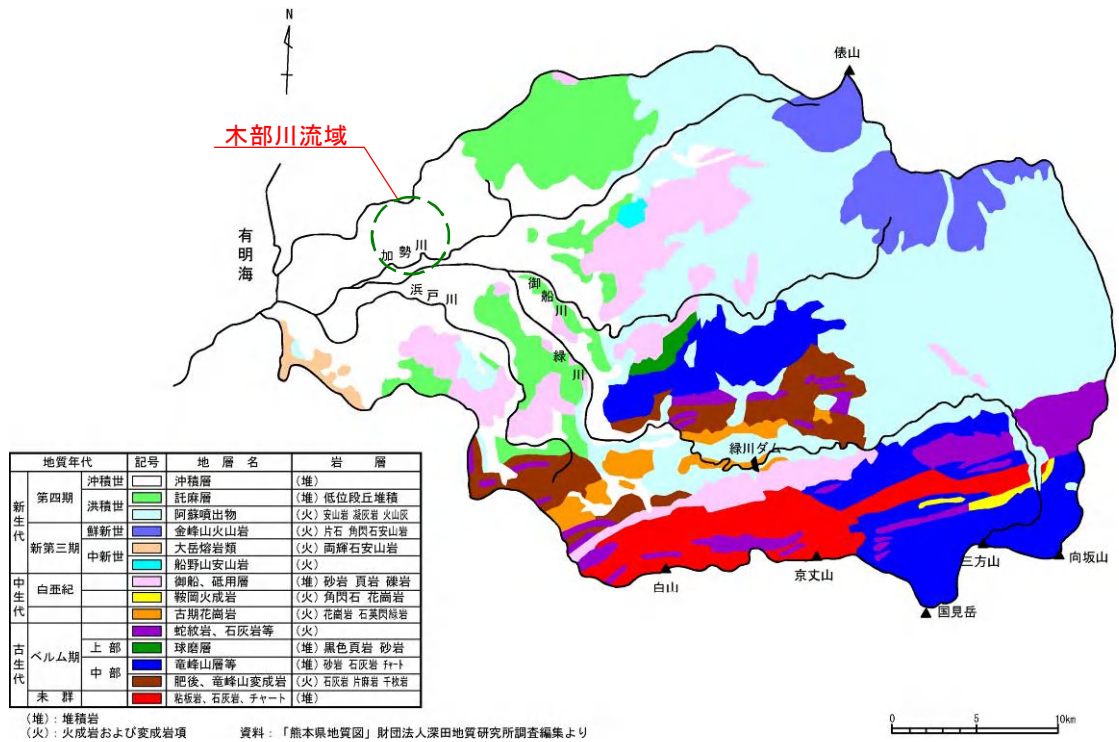 N
俵山
木部川流域
有明海
加勢川
浜戸川
御船川
緑川
緑川ダム
白山
京丈山
三方山
向坂山
国見岳
地質年代 記号 地層名 岩層
新生代 第四期 沖積世 沖積層 （堆）
洪積世 託麻層 （堆）低位段丘堆積
阿蘇噴出物 （火）安山岩 凝灰岩 火山灰
新第三期 鮮新世 金峰山火山岩 （火）片石 角閃石安山岩
中新世 大岳熔岩類 （火）両輝石安山岩
船野山安山岩 （火）
中生代 白亜紀 御船、砥用層 （堆）砂岩 頁岩 礫岩
鞍岡火成岩 （火）角閃石 花崗岩
古期花崗岩 （火）花崗岩 石英閃緑岩
古生代 ペルム期 蛇紋岩、石灰岩等 （火）
上部 球磨層 （堆）黒色頁岩 砂岩
中部 竜峰山層等 （堆）砂岩 石灰岩 チャート
肥後、竜峰山変成岩 （火）石灰岩 片麻岩 千枚岩
未群 粘板岩、石灰岩、チャート （堆）
（堆）：堆積岩
（火）：火成岩および変成岩項 資料：「熊本県地質図」財団法人深田地質研究所調査編集より
0 5 10km